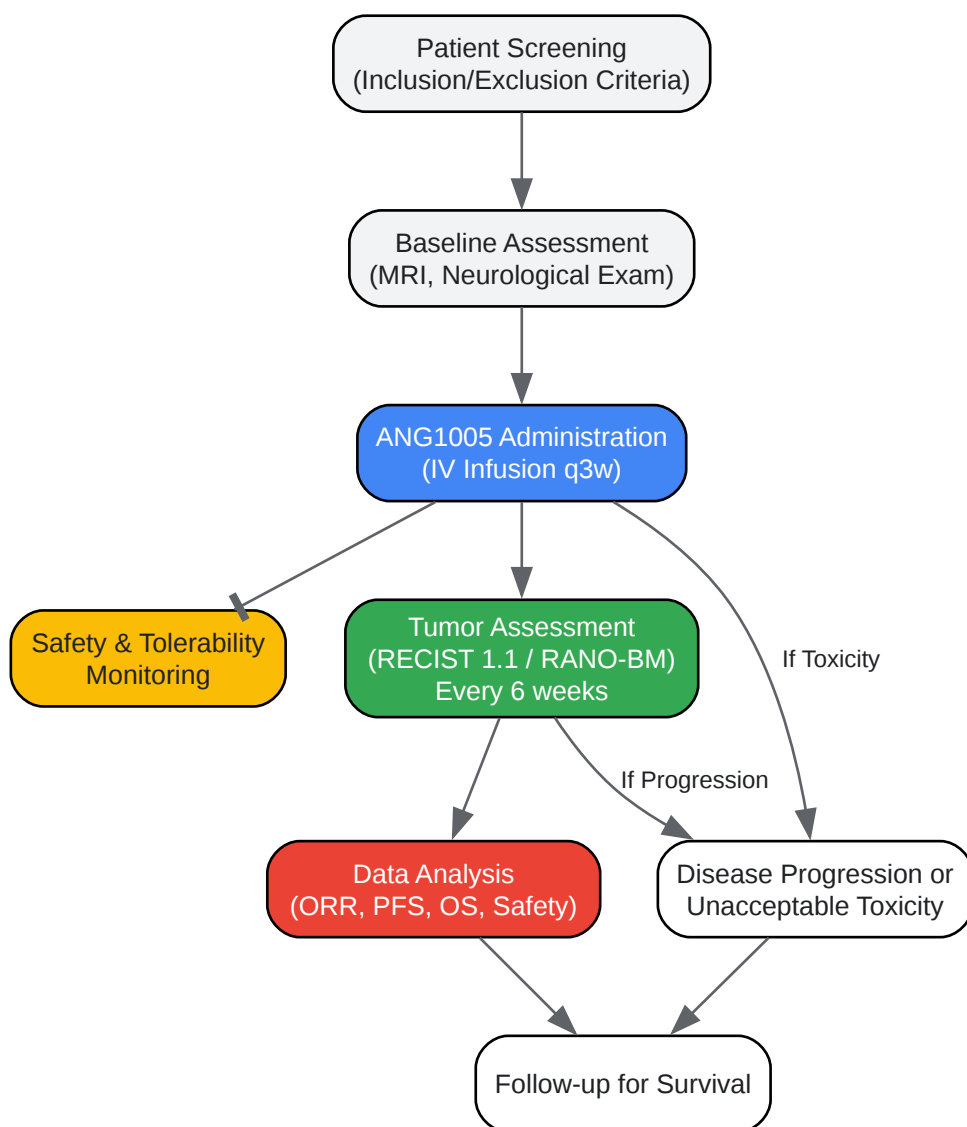 Patient Screening
(Inclusion/Exclusion Criteria)
Baseline Assessment
(MRI, Neurological Exam)
ANG1005 Administration
(IV Infusion q3w)
Safety & Tolerability
Monitoring
Tumor Assessment
(RECIST 1.1 / RANO-BM)
Every 6 weeks
If Toxicity
If Progression
Data Analysis
(ORR, PFS, OS, Safety)
Disease Progression or
Unacceptable Toxicity
Follow-up for Survival